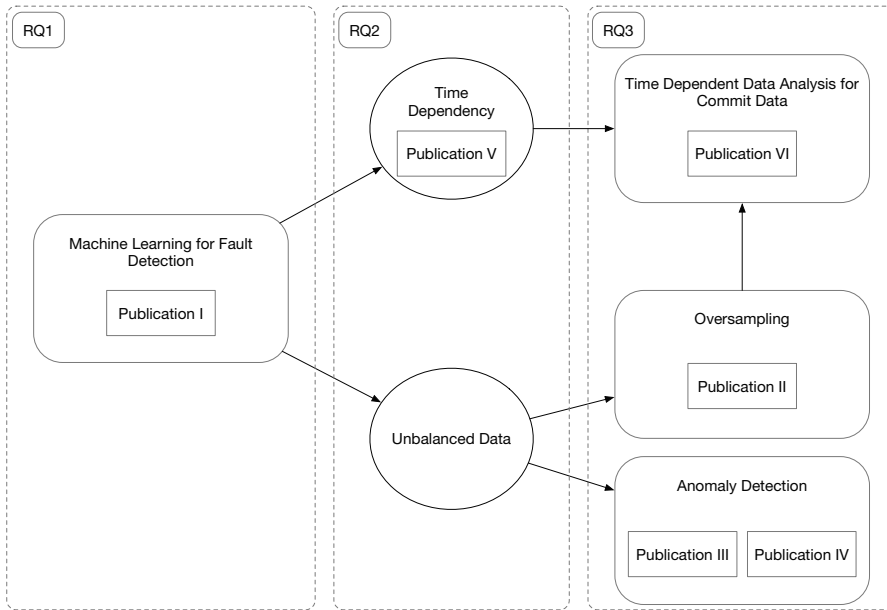 RQ1
Machine Learning for Fault
Detection
Publication I
RQ2
Time
Dependency
Publication V
Unbalanced Data
RQ3
Time Dependent Data Analysis for
Commit Data
Publication VI
Oversampling
Publication II
Anomaly Detection
Publication III
Publication IV